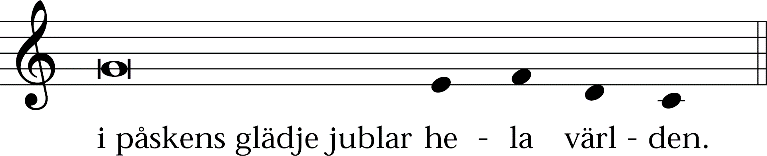 i påskens glädje jublar he - la värl - den.